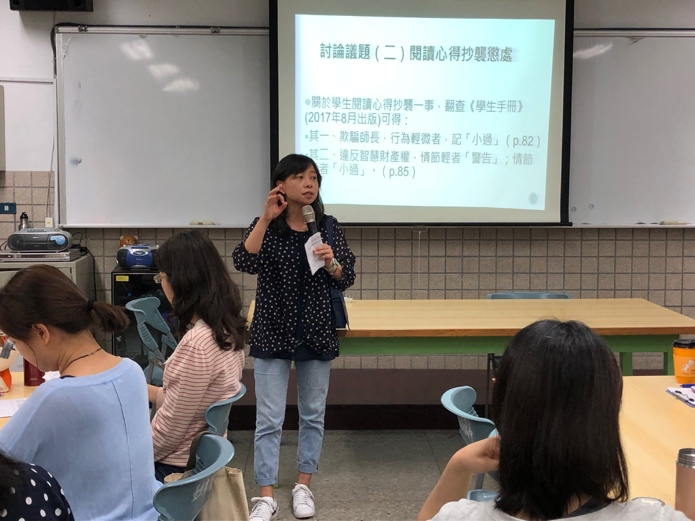 討論議題（二）閱讀心得抄襲懲處
•關於學生閱讀心得抄襲一事，翻查《學生手冊》
(2017年8月出版)可得：
•其一、欺騙師長，行為輕微者，記「小過」（p.82）
其二、違反智慧財產權，情節輕者「警告」；情節
者「小過」。（p.85）